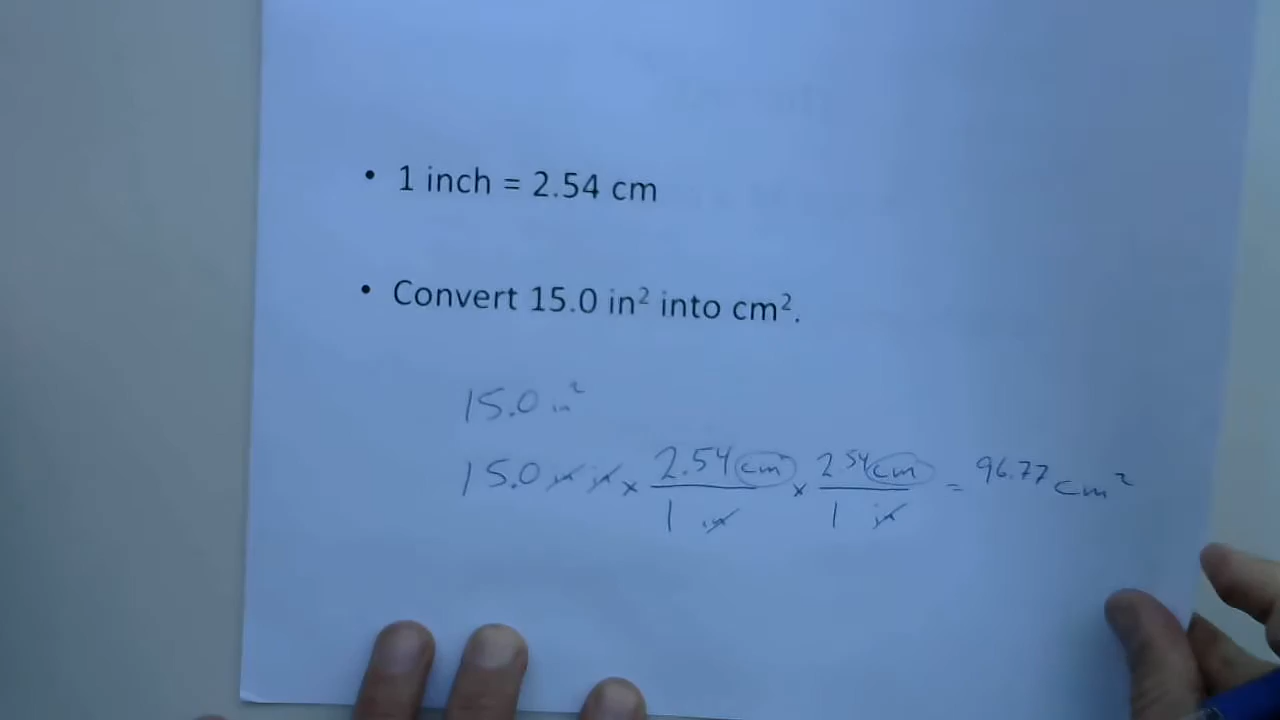 • 1 inch = 2.54 cm
• Convert 15.0 in² into cm².
15.0 in²
15.0 in in × 2.54 cm / 1 in × 2.54 cm / 1 in = 96.77 cm²